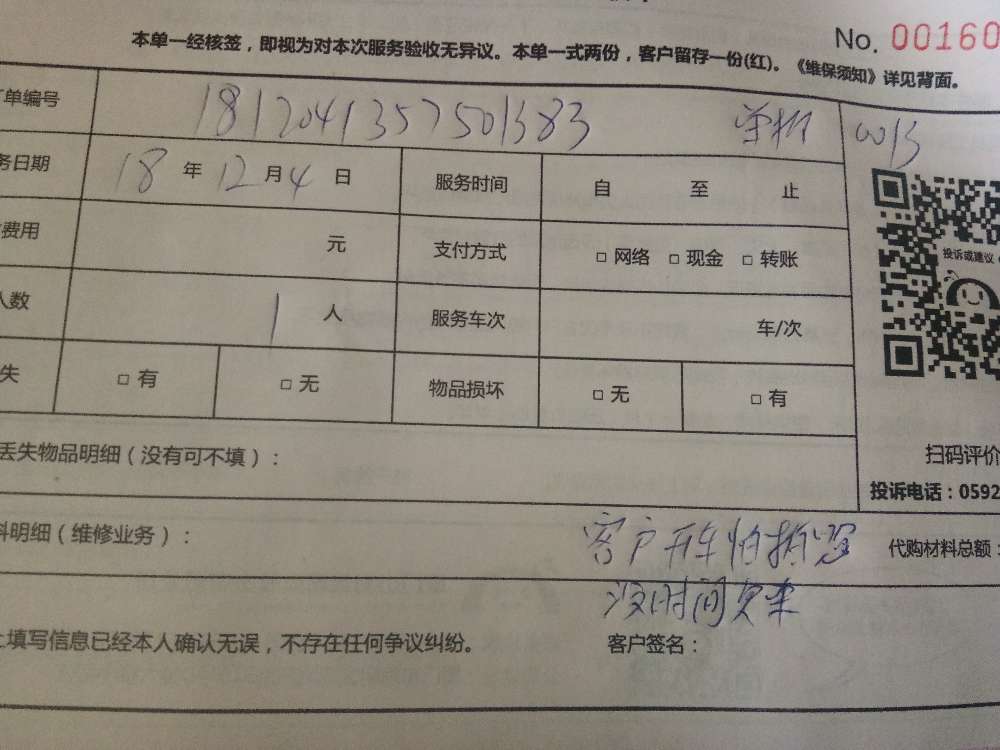 No. 00160
本单一经核签，即视为对本次服务验收无异议。本单一式两份，客户留存一份(红)。《维保须知》详见背面。
单编号 1812041357501383 0013
务日期 18 年 12 月 4 日 服务时间 自 至 止
费用 元 支付方式 □ 网络 □ 现金 □ 转账
人数 1 人 服务车次 车/次
失 □ 有 □ 无 物品损坏 □ 无 □ 有
投诉或建议
丢失物品明细（没有可不填）：
扫码评价
投诉电话：0592
料明细（维修业务）： 客户开车怕
代购材料总额：
没时间
上填写信息已经本人确认无误，不存在任何争议纠纷。 客户签名：